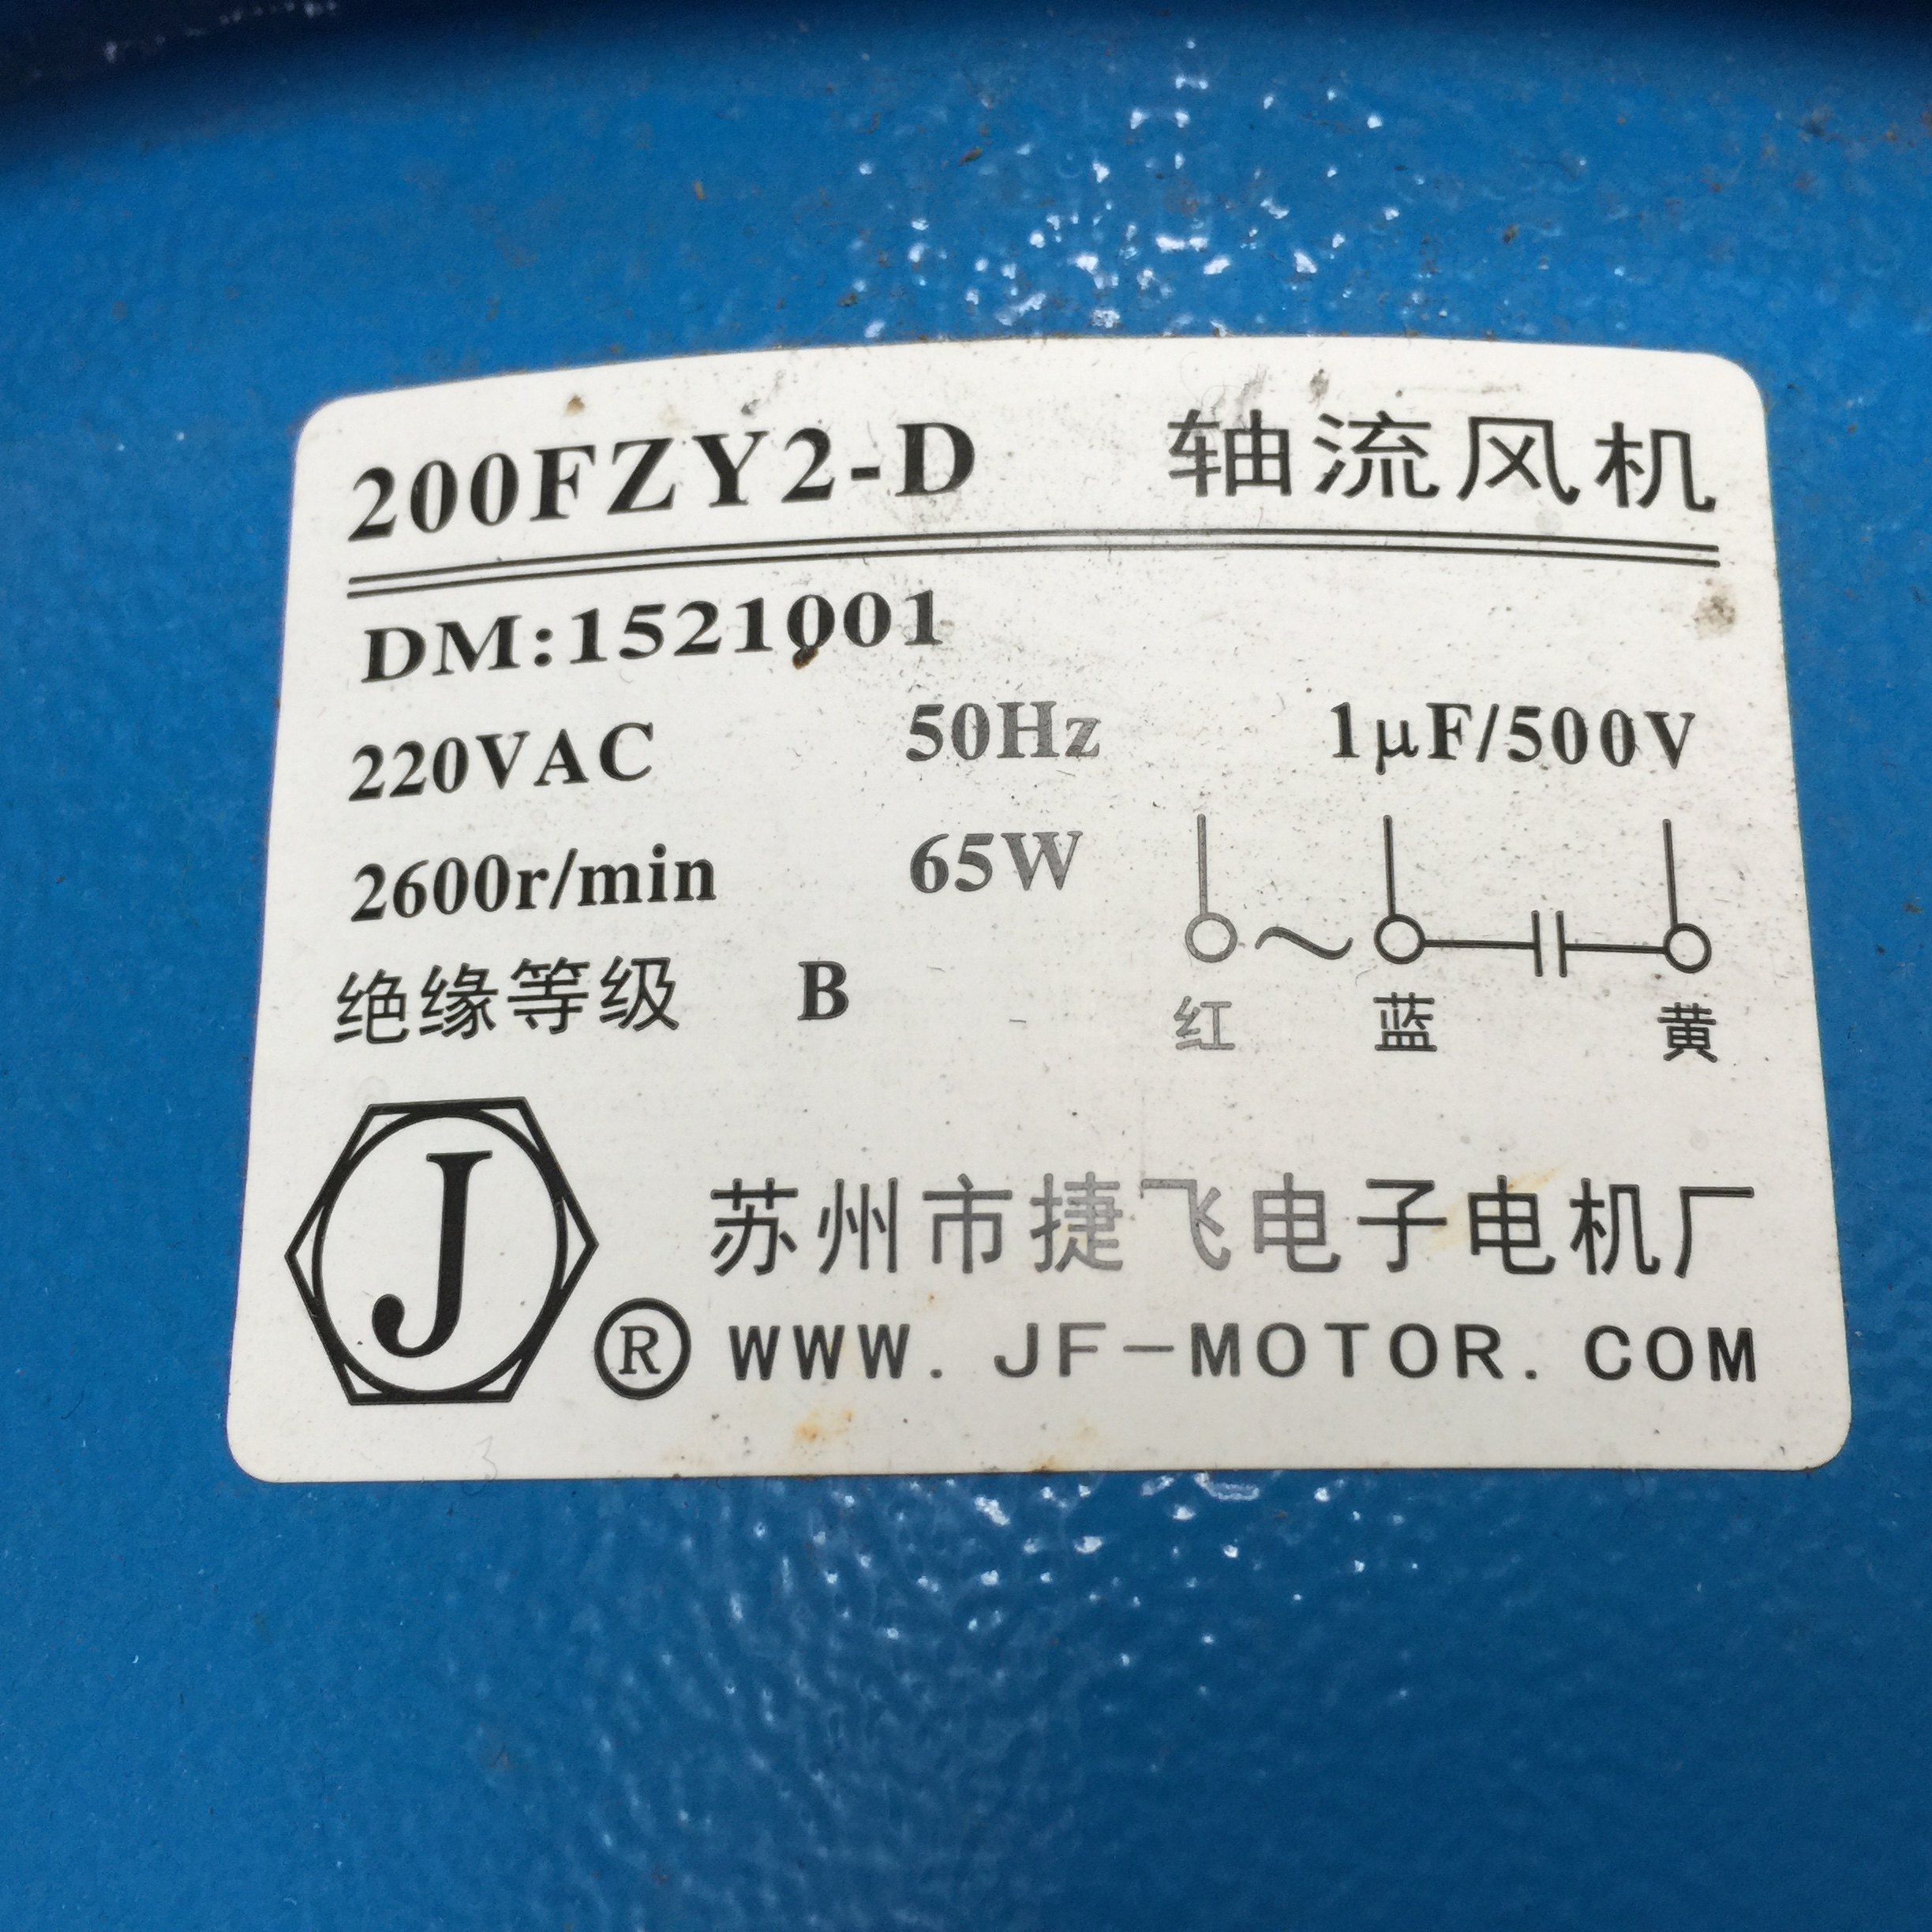 200FZY2-D 轴流风机
DM:1521001
220VAC 50Hz 1μF/500V
2600r/min 65W
绝缘等级 B
红 ~ 蓝 黄
J
苏州市捷飞电子电机厂
® WWW.JF-MOTOR.COM